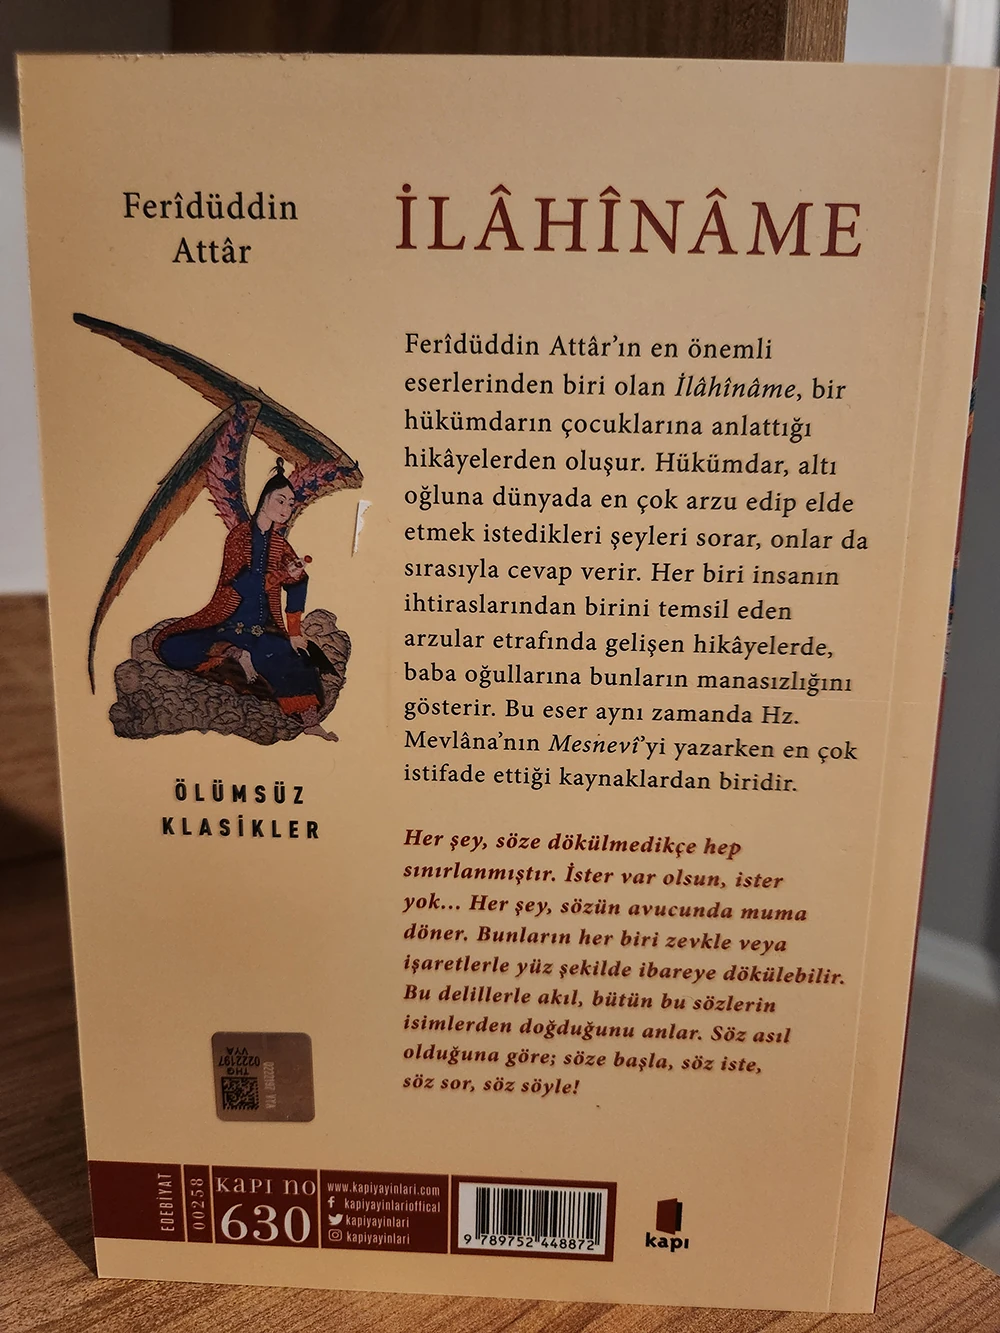 Ferîdüddin
Attâr
İLÂHÎNÂME
Ferîdüddin Attâr'ın en önemli
eserlerinden biri olan İlâhînâme, bir
hükümdarın çocuklarına anlattığı
hikâyelerden oluşur. Hükümdar, altı
oğluna dünyada en çok arzu edip elde
etmek istedikleri şeyleri sorar, onlar da
sırasıyla cevap verir. Her biri insanın
ihtiraslarından birini temsil eden
arzular etrafında gelişen hikâyelerde,
baba oğullarına bunların manasızlığını
gösterir. Bu eser aynı zamanda Hz.
Mevlâna'nın Mesnevî'yi yazarken en çok
istifade ettiği kaynaklardan biridir.
ÖLÜMSÜZ
KLASİKLER
Her şey, söze dökülmedikçe hep
sınırlanmıştır. İster var olsun, ister
yok... Her şey, sözün avucunda muma
döner. Bunların her biri zevkle veya
işaretlerle yüz şekilde ibareye dökülebilir.
Bu delillerle akıl, bütün bu sözlerin
isimlerden doğduğunu anlar. Söz asıl
olduğuna göre; söze başla, söz iste,
söz sor, söz söyle!
THG
0222197
VYA
0222197 VYA
EDEBİYAT
00258
KAPI NO
630
www.kapiyayinlari.com
kapiyayinlarioffical
kapiyayinlari
kapiyayinlari
9 789752 448872
kapı